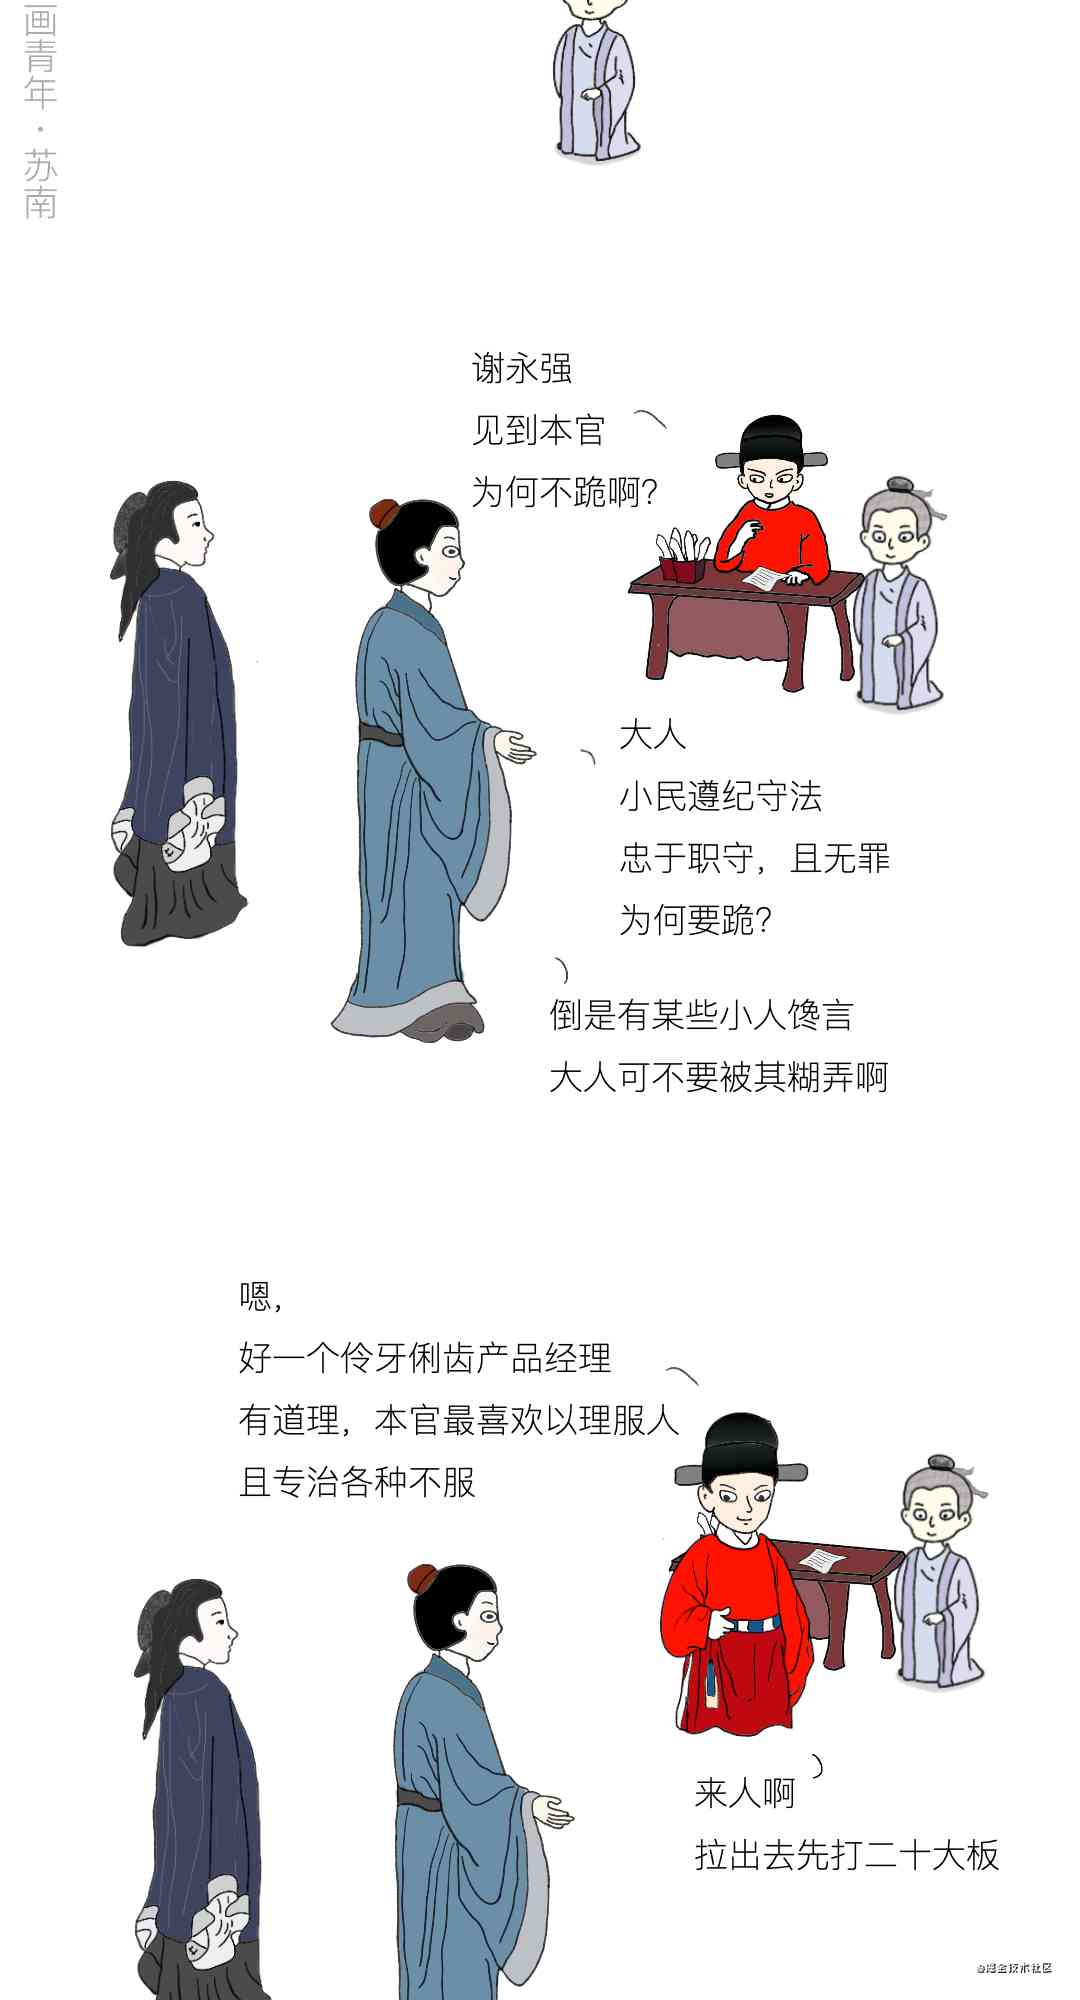 画青年·苏南
谢永强
见到本官
为何不跪啊？
大人
小民遵纪守法
忠于职守，且无罪
为何要跪？
倒是有某些小人馋言
大人可不要被其糊弄啊
嗯，
好一个伶牙俐齿产品经理
有道理，本官最喜欢以理服人
且专治各种不服
来人啊
拉出去先打二十大板
@掘金技术社区